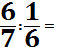 6/7 : 1/6 =